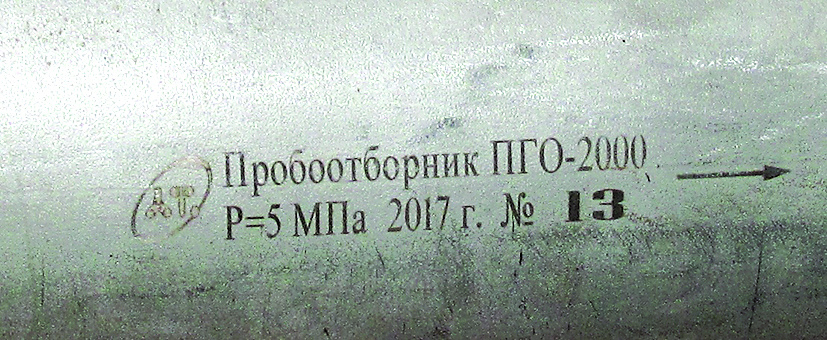 Пробоотборник ПГО-2000
Р=5 МПа 2017 г. № 13